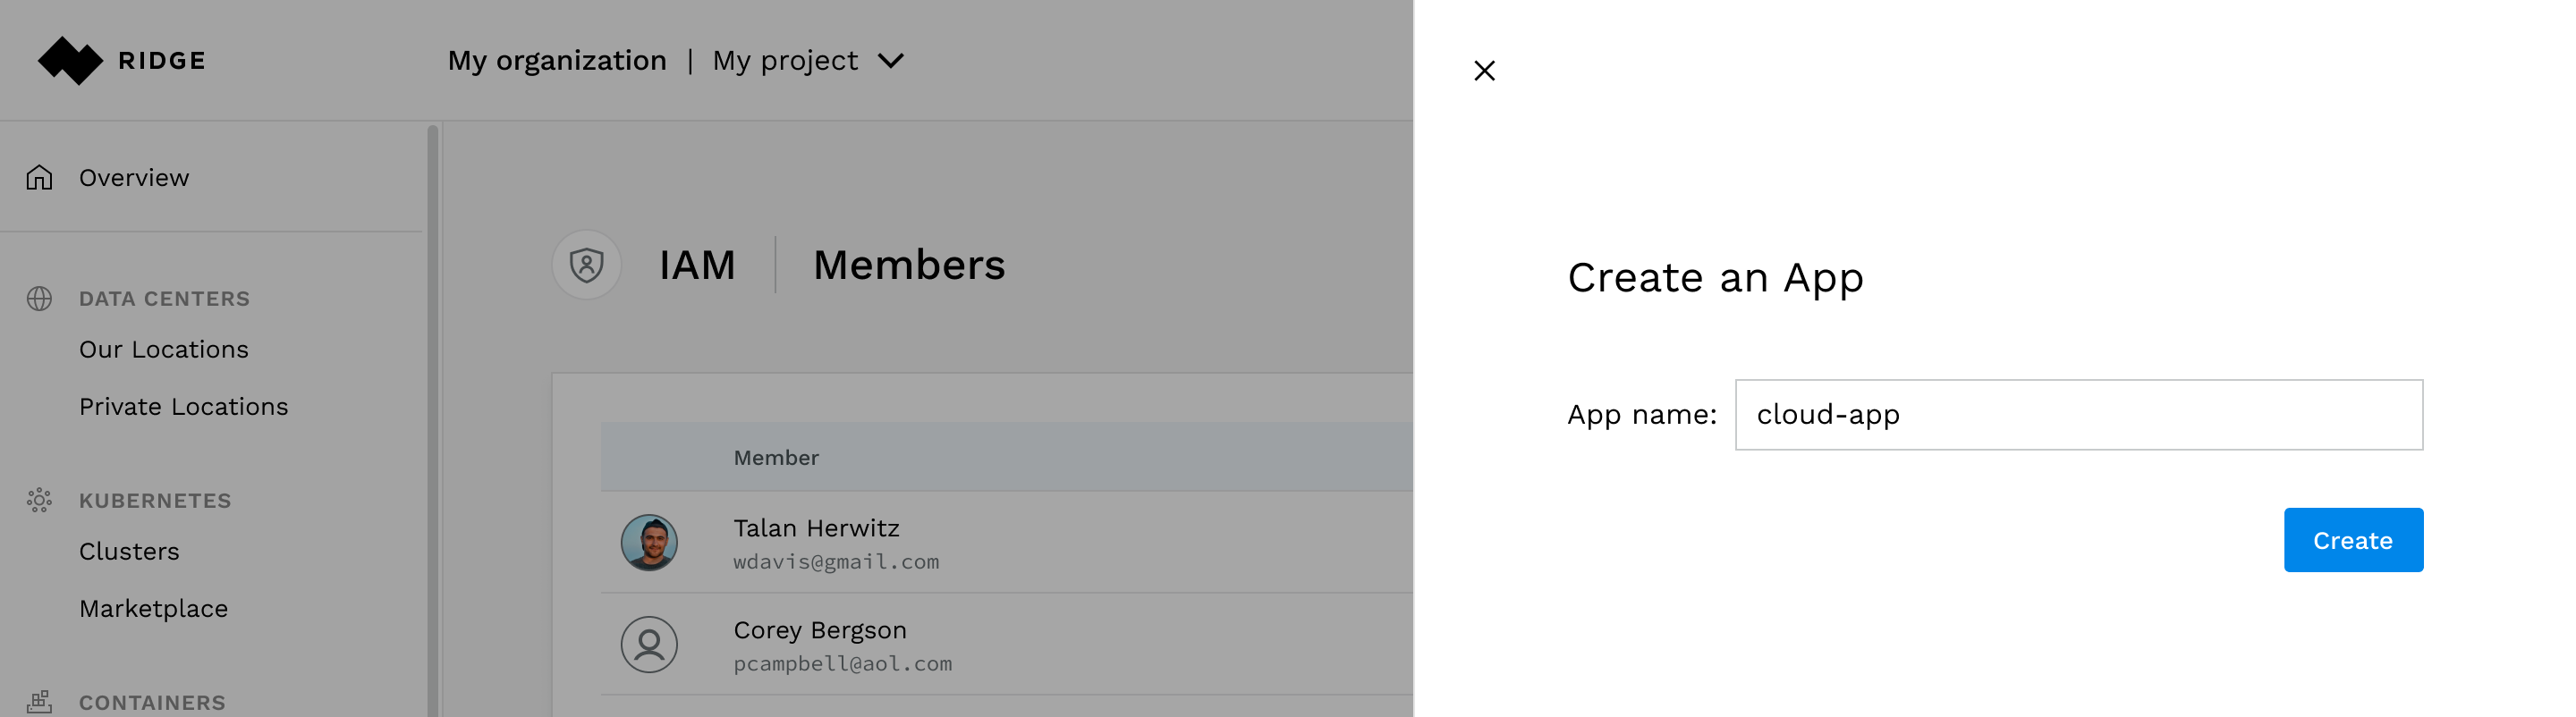 RIDGE
My organization | My project
Overview
DATA CENTERS
Our Locations
Private Locations
KUBERNETES
Clusters
Marketplace
CONTAINERS
IAM | Members
Member
Talan Herwitz
wdavis@gmail.com
Corey Bergson
pcampbell@aol.com
Create an App
App name: cloud-app
Create